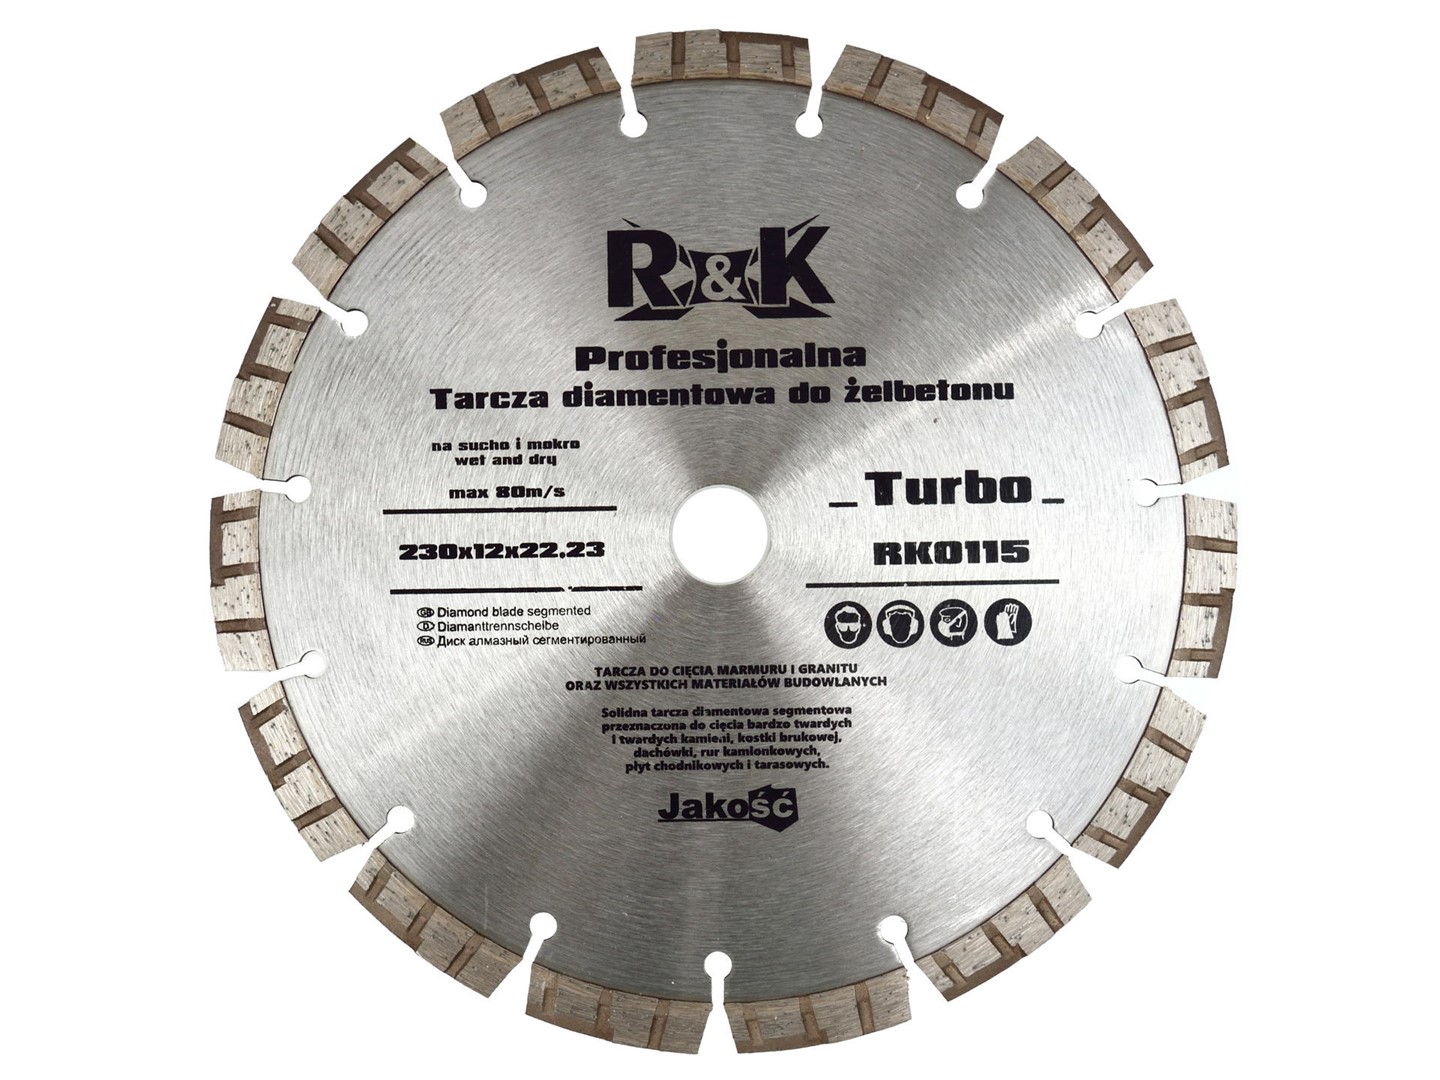 R&K
Profesjonalna
Tarcza diamentowa do żelbetonu
na sucho i mokro
wet and dry
max 80m/s
230x12x22,23
_Turbo_
RK0115
GB Diamond blade segmented
D Diamanttrennscheibe
RUS Диск алмазный сегментированный
TARCZA DO CIĘCIA MARMURU I GRANITU
ORAZ WSZYSTKICH MATERIAŁÓW BUDOWLANYCH
Solidna tarcza diamentowa segmentowa
przeznaczona do cięcia bardzo twardych
i twardych kamieni, kostki brukowej,
dachówki, rur kamionkowych,
płyt chodnikowych i tarasowych.
Jakość